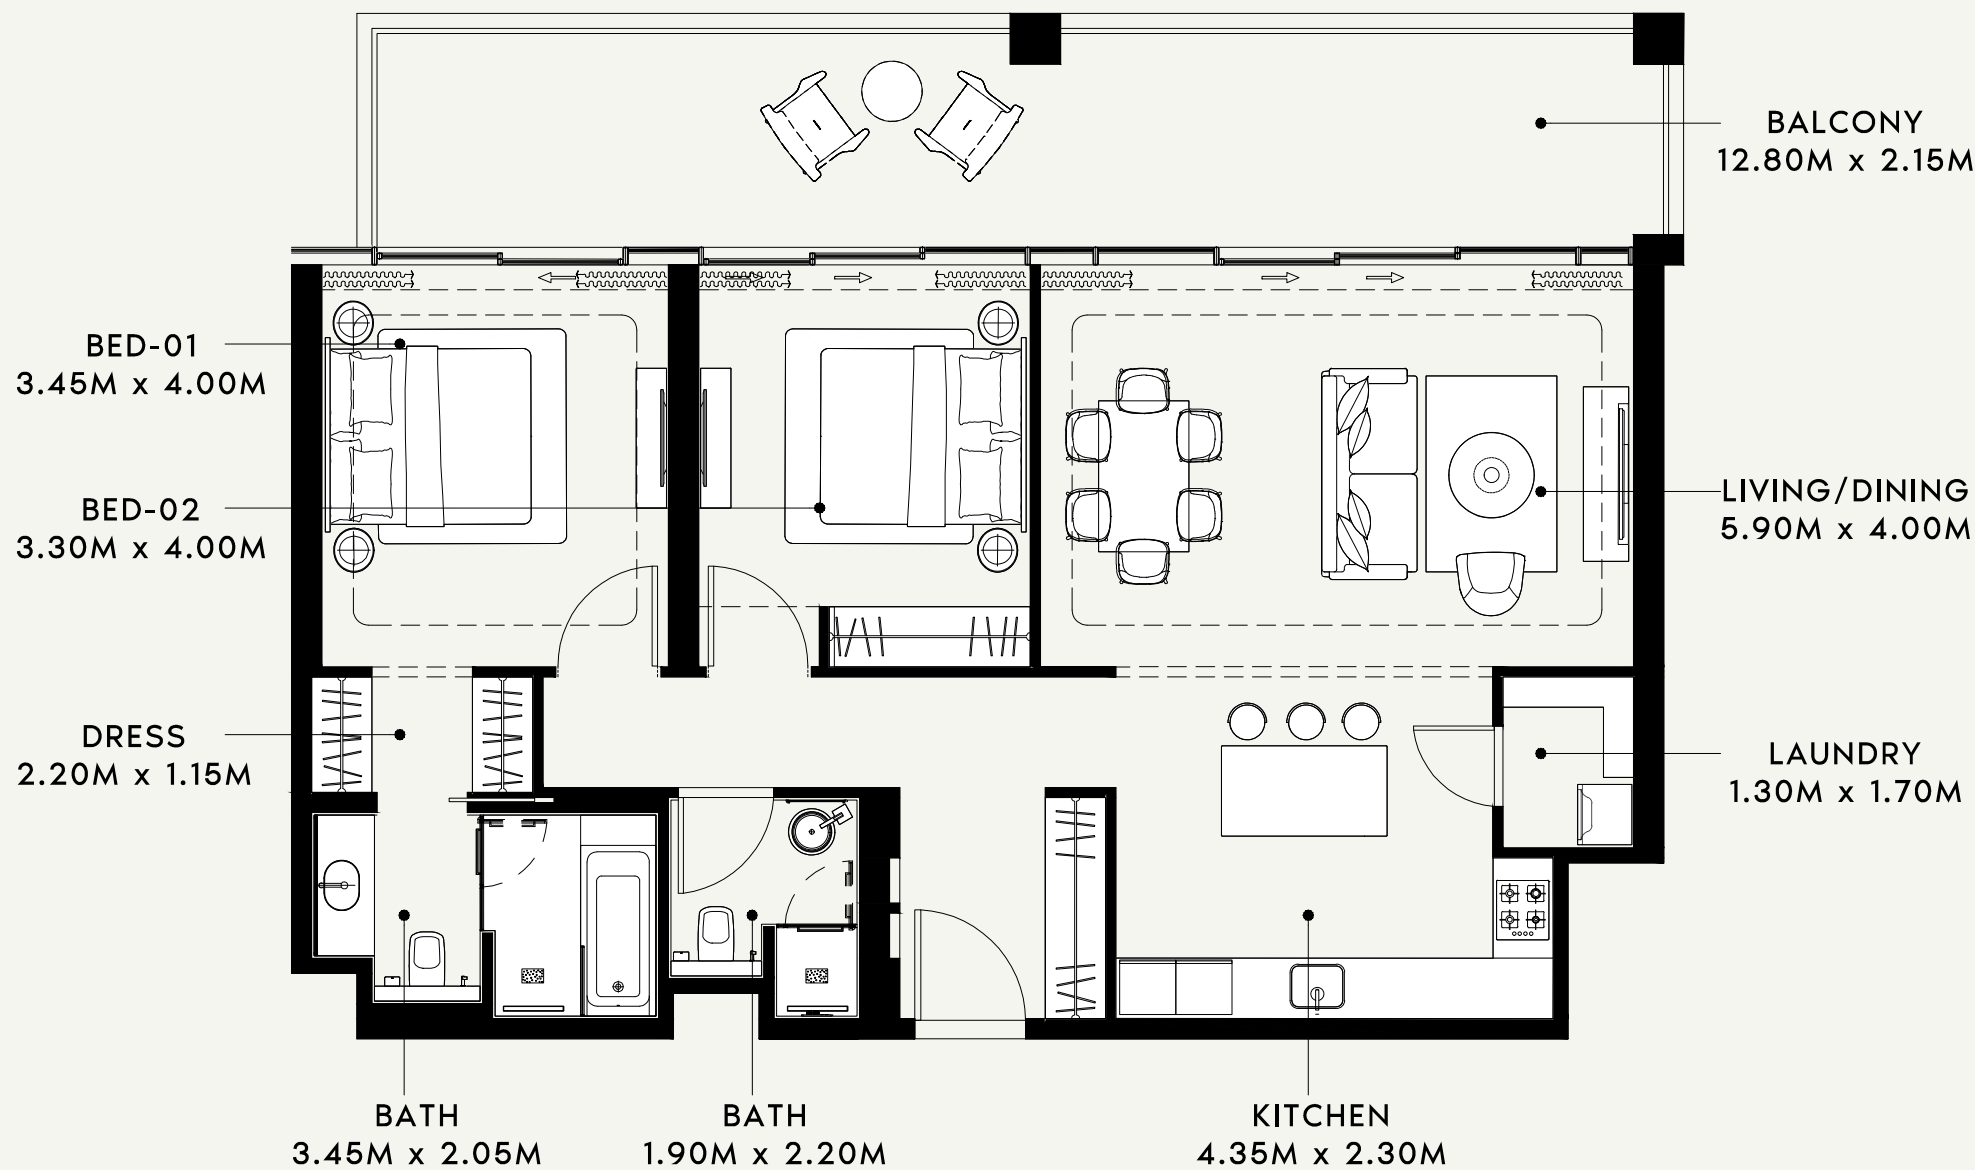 BALCONY
12.80M x 2.15M
BED-01
3.45M x 4.00M
BED-02
3.30M x 4.00M
LIVING/DINING
5.90M x 4.00M
DRESS
2.20M x 1.15M
LAUNDRY
1.30M x 1.70M
BATH
3.45M x 2.05M
BATH
1.90M x 2.20M
KITCHEN
4.35M x 2.30M